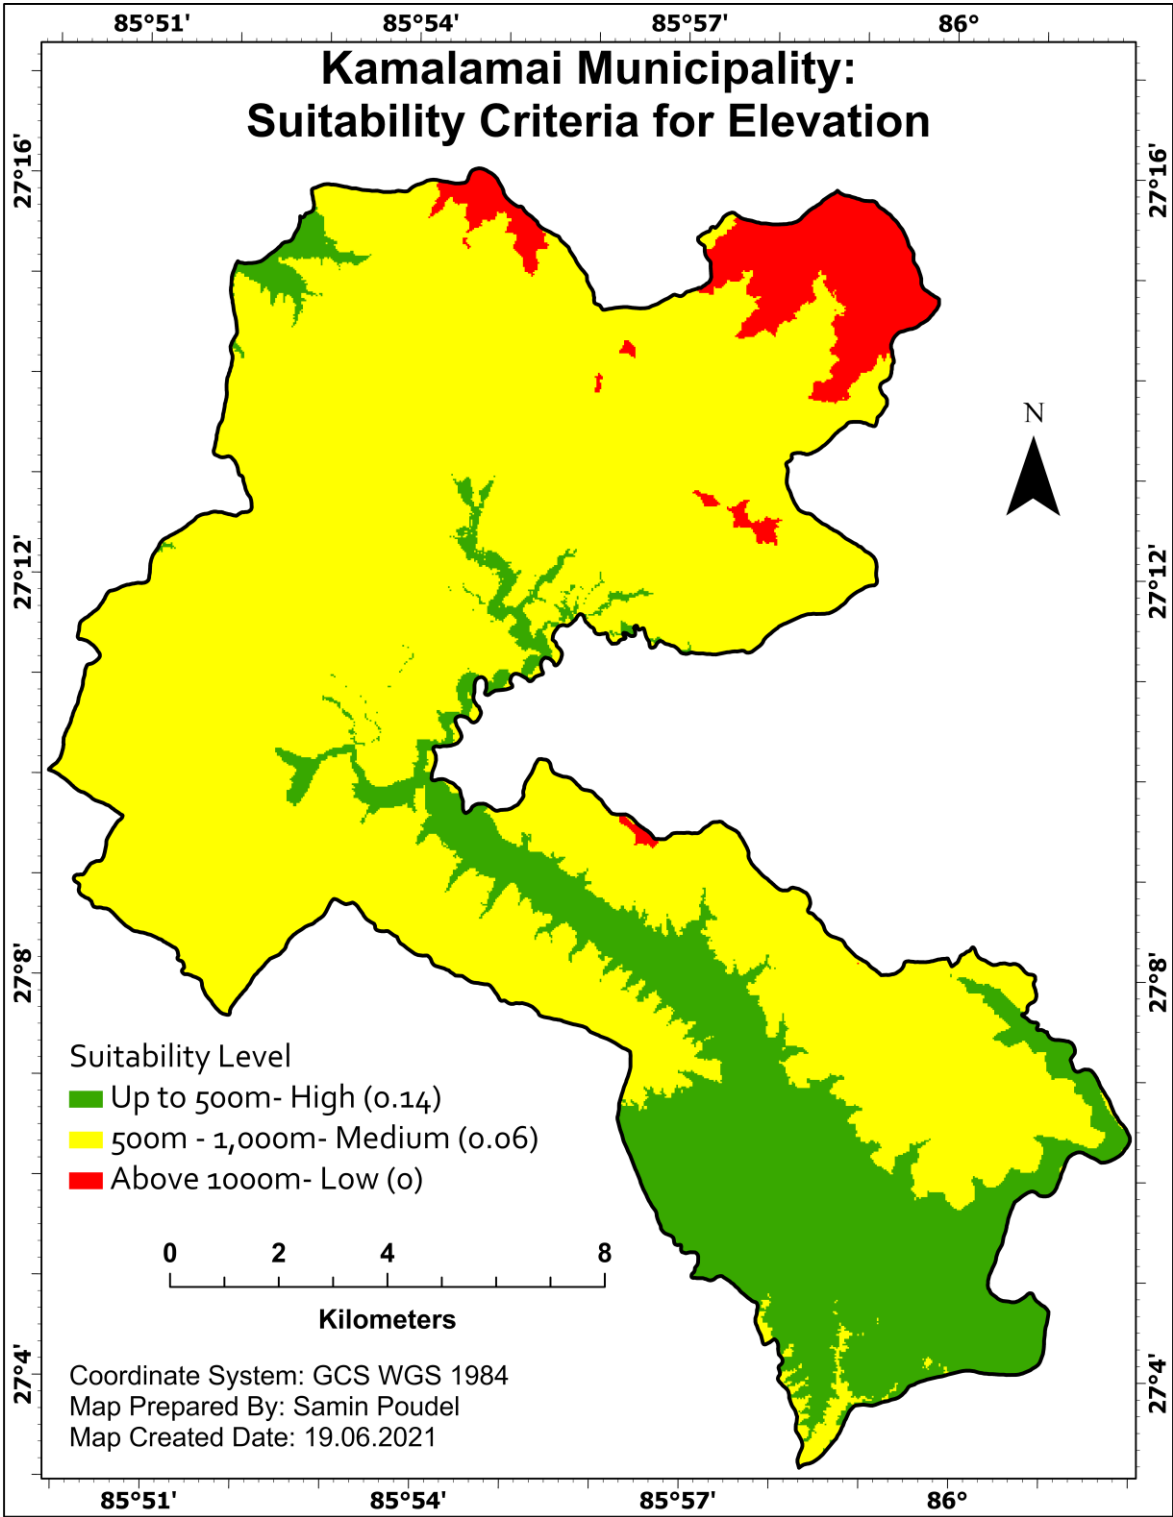 85°51' 85°54' 85°57' 86°
Kamalamai Municipality:
Suitability Criteria for Elevation
27°16' 27°16'
N
27°12' 27°12'
27°8' 27°8'
Suitability Level
Up to 500m- High (0.14)
500m - 1,000m- Medium (0.06)
Above 1000m- Low (0)
0 2 4 8
Kilometers
27°4' 27°4'
Coordinate System: GCS WGS 1984
Map Prepared By: Samin Poudel
Map Created Date: 19.06.2021
85°51' 85°54' 85°57' 86°